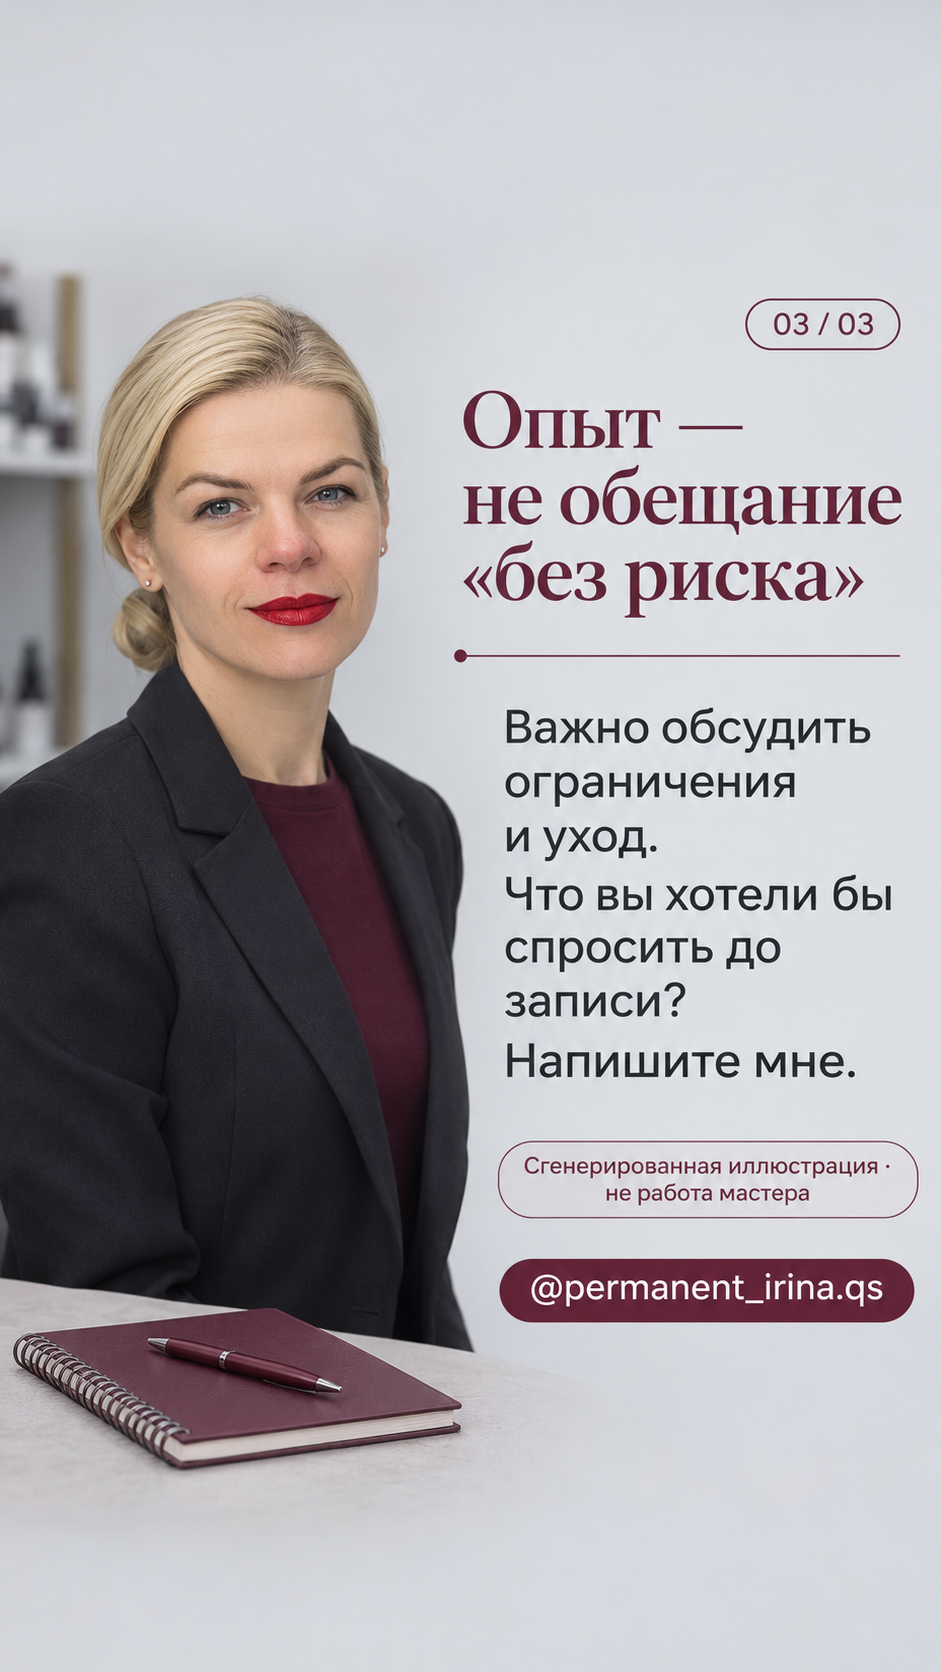 03 / 03
Опыт —
не обещание
«без риска»
Важно обсудить
ограничения
и уход.
Что вы хотели бы
спросить до
записи?
Напишите мне.
Сгенерированная иллюстрация ·
не работа мастера
@permanent_irina.qs